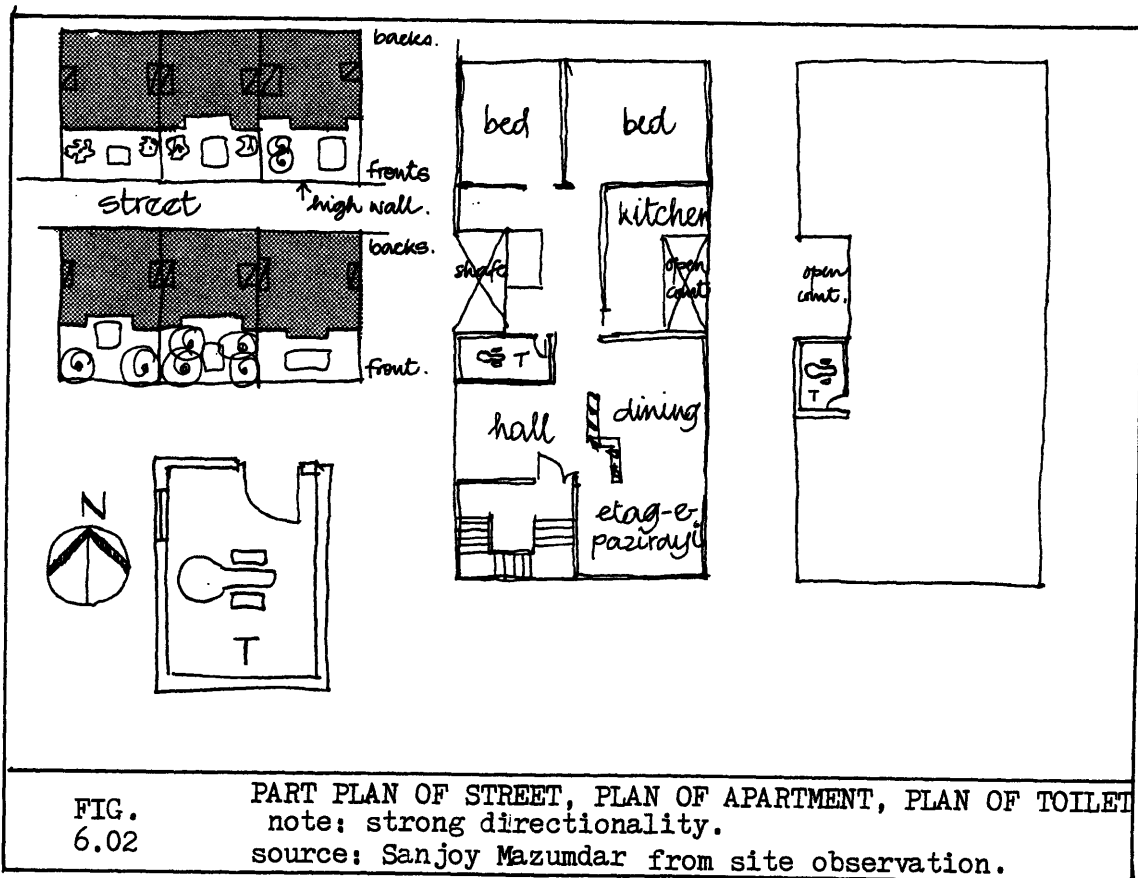 backs.
fronts
street
high wall.
backs.
front.
bed
bed
kitchen
shaft
open
court
T
hall
dining
etag-e-
pazirayi
open
court.
T
N
T
FIG.
6.02
PART PLAN OF STREET, PLAN OF APARTMENT, PLAN OF TOILET
note: strong directionality.
source: Sanjoy Mazumdar from site observation.